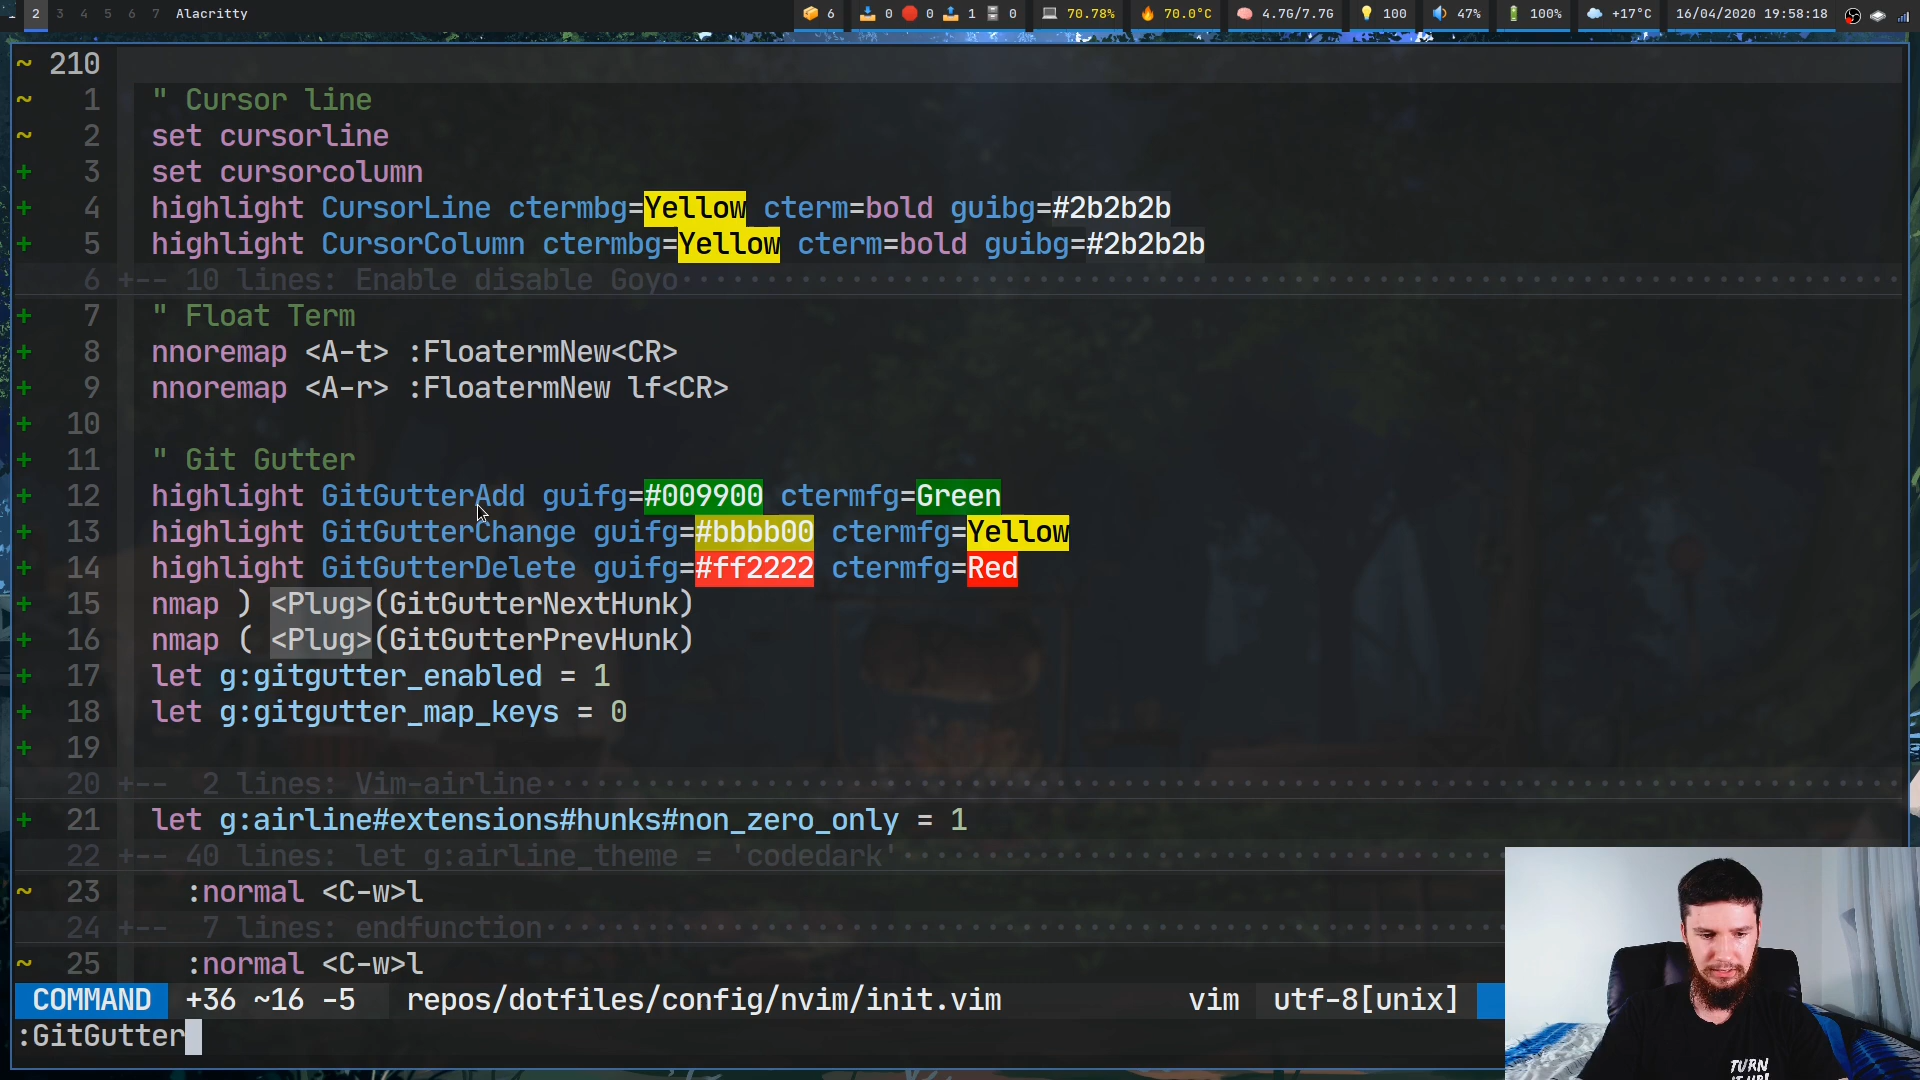 2 3 4 5 6 7 Alacritty 6 0 0 1 0 70.78% 70.0°C 4.7G/7.7G 100 47% 100% +17°C 16/04/2020 19:58:18
~ 210
~ 1 " Cursor line
~ 2 set cursorline
+ 3 set cursorcolumn
+ 4 highlight CursorLine ctermbg=Yellow cterm=bold guibg=#2b2b2b
+ 5 highlight CursorColumn ctermbg=Yellow cterm=bold guibg=#2b2b2b
6 +-- 10 lines: Enable disable Goyo
+ 7 " Float Term
+ 8 nnoremap <A-t> :FloatermNew<CR>
+ 9 nnoremap <A-r> :FloatermNew lf<CR>
+ 10
+ 11 " Git Gutter
+ 12 highlight GitGutterAdd guifg=#009900 ctermfg=Green
+ 13 highlight GitGutterChange guifg=#bbbb00 ctermfg=Yellow
+ 14 highlight GitGutterDelete guifg=#ff2222 ctermfg=Red
+ 15 nmap ) <Plug>(GitGutterNextHunk)
+ 16 nmap ( <Plug>(GitGutterPrevHunk)
+ 17 let g:gitgutter_enabled = 1
+ 18 let g:gitgutter_map_keys = 0
+ 19
20 +-- 2 lines: Vim-airline
+ 21 let g:airline#extensions#hunks#non_zero_only = 1
22 +-- 40 lines: let g:airline_theme = 'codedark'
~ 23 :normal <C-w>l
24 +-- 7 lines: endfunction
~ 25 :normal <C-w>l
COMMAND +36 ~16 -5 repos/dotfiles/config/nvim/init.vim vim utf-8[unix]
:GitGutter
TURN